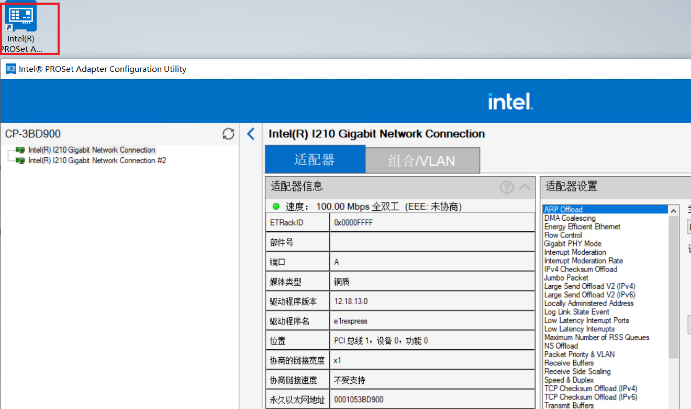 Intel(R)
PROSet A...
Intel® PROSet Adapter Configuration Utility
intel.
CP-3BD900
Intel(R) I210 Gigabit Network Connection
Intel(R) I210 Gigabit Network Connection #2
Intel(R) I210 Gigabit Network Connection
适配器
组合/VLAN
适配器信息
速度： 100.00 Mbps 全双工 (EEE: 未协商)
ETRackID 0x0000FFFF
部件号
端口 A
媒体类型 铜质
驱动程序版本 12.18.13.0
驱动程序名 e1rexpress
位置 PCI 总线 1，设备 0，功能 0
协商的链接宽度 x1
协商链接速度 不受支持
永久以太网地址 0001053BD900
适配器设置
ARP Offload
DMA Coalescing
Energy Efficient Ethernet
Flow Control
Gigabit PHY Mode
Interrupt Moderation
Interrupt Moderation Rate
IPv4 Checksum Offload
Jumbo Packet
Large Send Offload V2 (IPv4)
Large Send Offload V2 (IPv6)
Locally Administered Address
Log Link State Event
Low Latency Interrupt Ports
Low Latency Interrupts
Maximum Number of RSS Queues
NS Offload
Packet Priority & VLAN
Receive Buffers
Receive Side Scaling
Speed & Duplex
TCP Checksum Offload (IPv4)
TCP Checksum Offload (IPv6)
Transmit Buffers